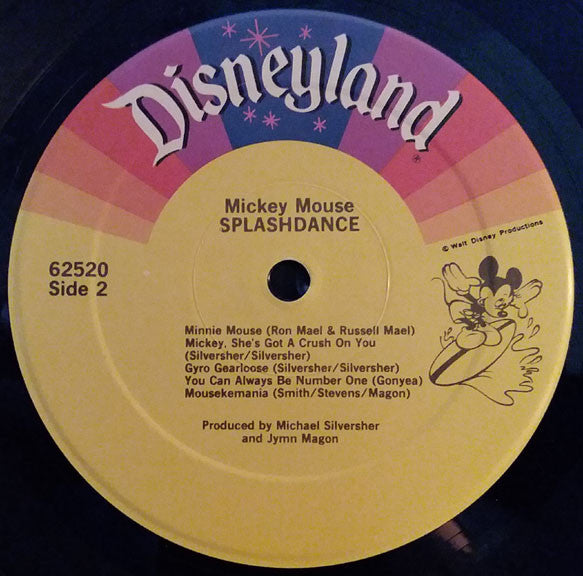 Disneyland
®
Mickey Mouse
SPLASHDANCE
© Walt Disney Productions
62520
Side 2
Minnie Mouse (Ron Mael & Russell Mael)
Mickey, She's Got A Crush On You
(Silversher/Silversher)
Gyro Gearloose (Silversher/Silversher)
You Can Always Be Number One (Gonyea)
Mousekemania (Smith/Stevens/Magon)
Produced by Michael Silversher
and Jymn Magon